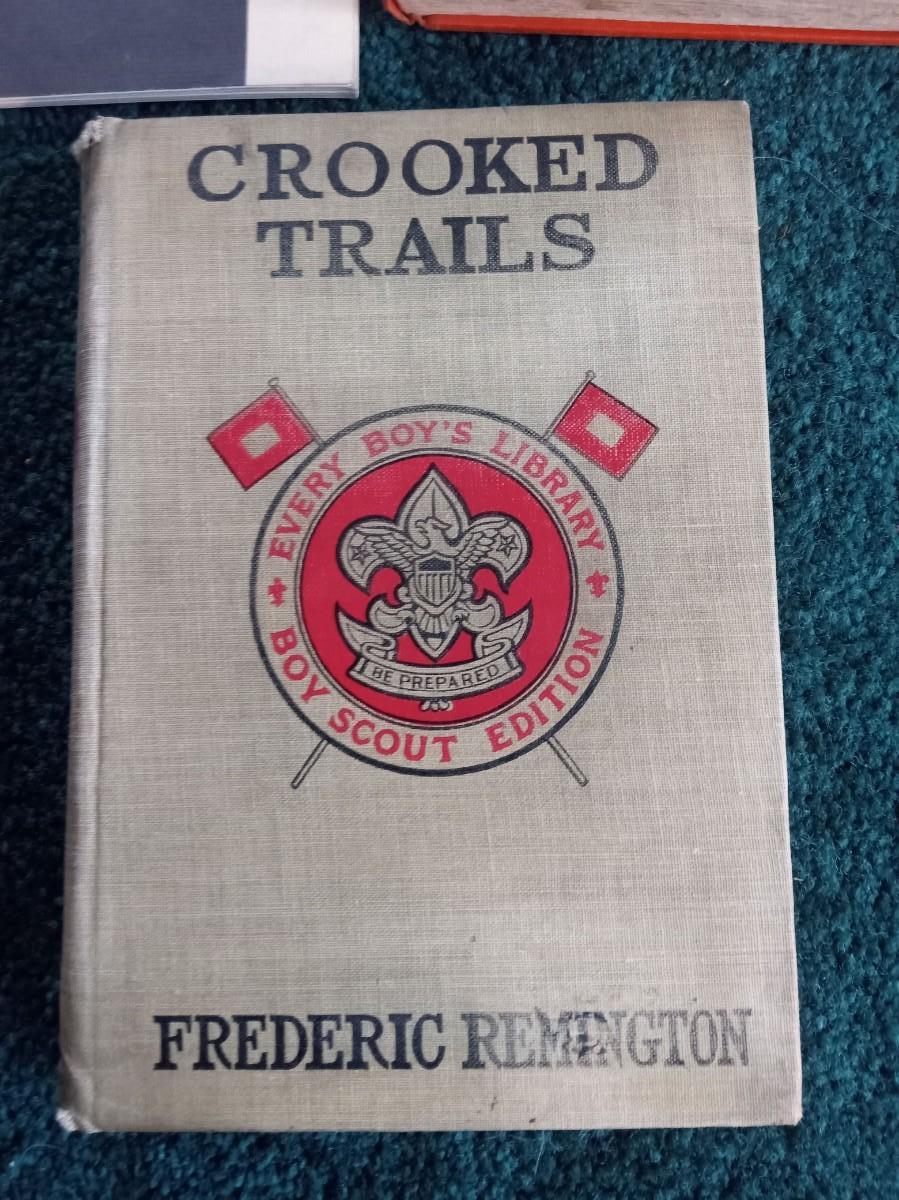 CROOKED
TRAILS
EVERY BOY'S LIBRARY
BE PREPARED
BOY SCOUT EDITION
FREDERIC REMINGTON